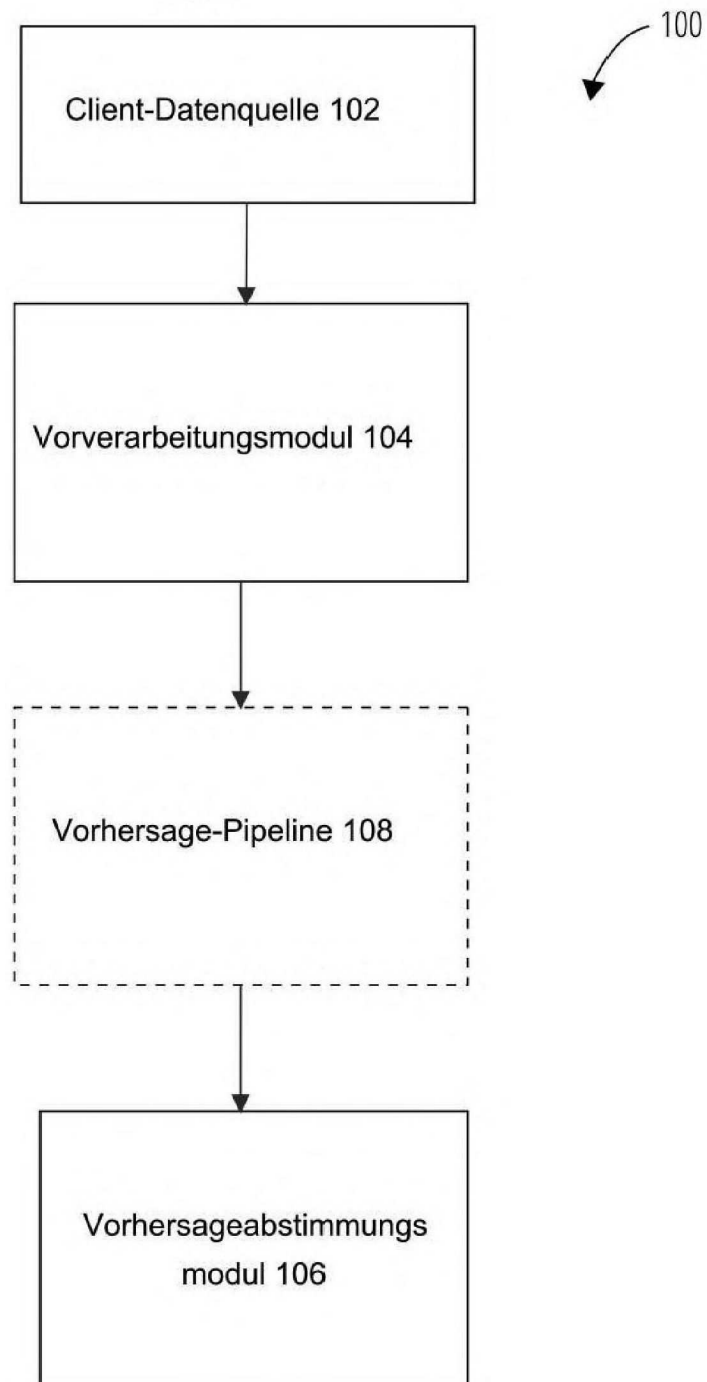 100
Client-Datenquelle 102
Vorverarbeitungsmodul 104
Vorhersage-Pipeline 108
Vorhersageabstimmungs
modul 106